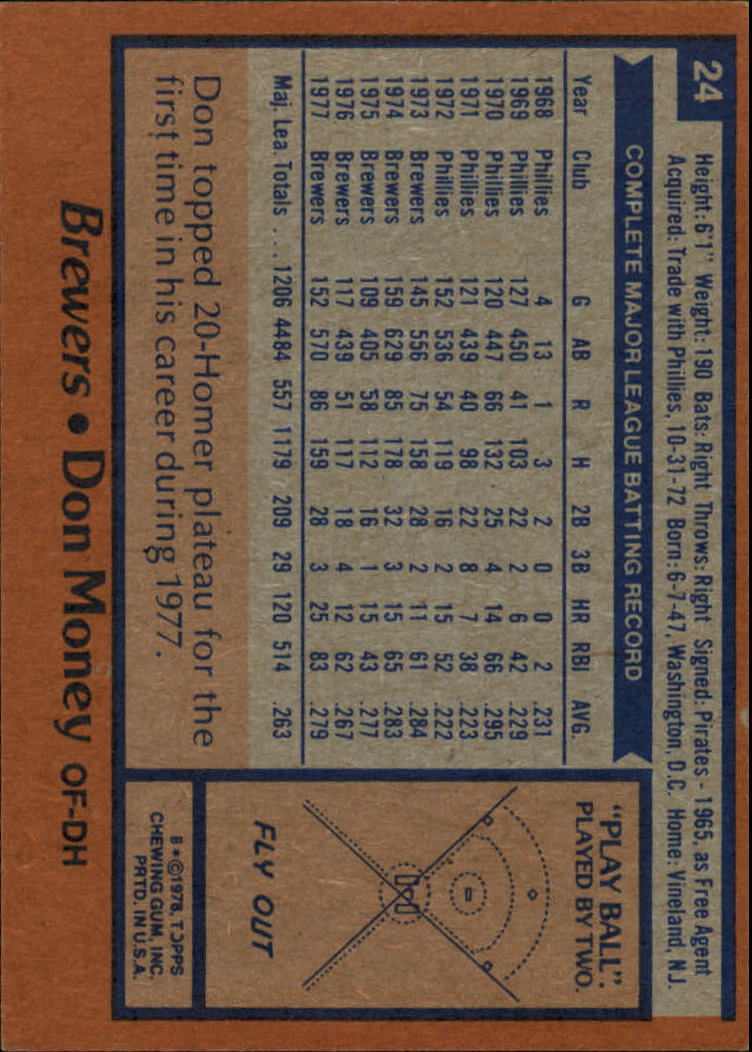 24
Height: 6'1" Weight: 190 Bats: Right Throws: Right Signed: Pirates - 1965, as Free Agent
Acquired: Trade with Phillies, 10-31-72 Born: 6-7-47, Washington, D.C. Home: Vineland, N.J.
COMPLETE MAJOR LEAGUE BATTING RECORD
Year Club G AB R H 2B 3B HR RBI AVG.
1968 Phillies 4 13 1 3 2 0 0 2 .231
1969 Phillies 127 450 41 103 22 2 6 42 .229
1970 Phillies 120 447 66 132 25 4 14 66 .295
1971 Phillies 121 439 40 98 22 8 7 38 .223
1972 Phillies 152 536 54 119 16 2 15 52 .222
1973 Brewers 145 556 75 158 28 2 11 61 .284
1974 Brewers 159 629 85 178 32 3 15 65 .283
1975 Brewers 109 405 58 112 16 1 15 43 .277
1976 Brewers 117 439 51 117 18 4 12 62 .267
1977 Brewers 152 570 86 159 28 3 25 83 .279
Maj. Lea. Totals . . . 1206 4484 557 1179 209 29 120 514 .263
Don topped 20-Homer plateau for the
first time in his career during 1977.
"PLAY BALL".
PLAYED BY TWO.
FLY OUT
B * ©1978, TOPPS
CHEWING GUM, INC.
PRTD. IN U.S.A.
Brewers • Don Money OF-DH